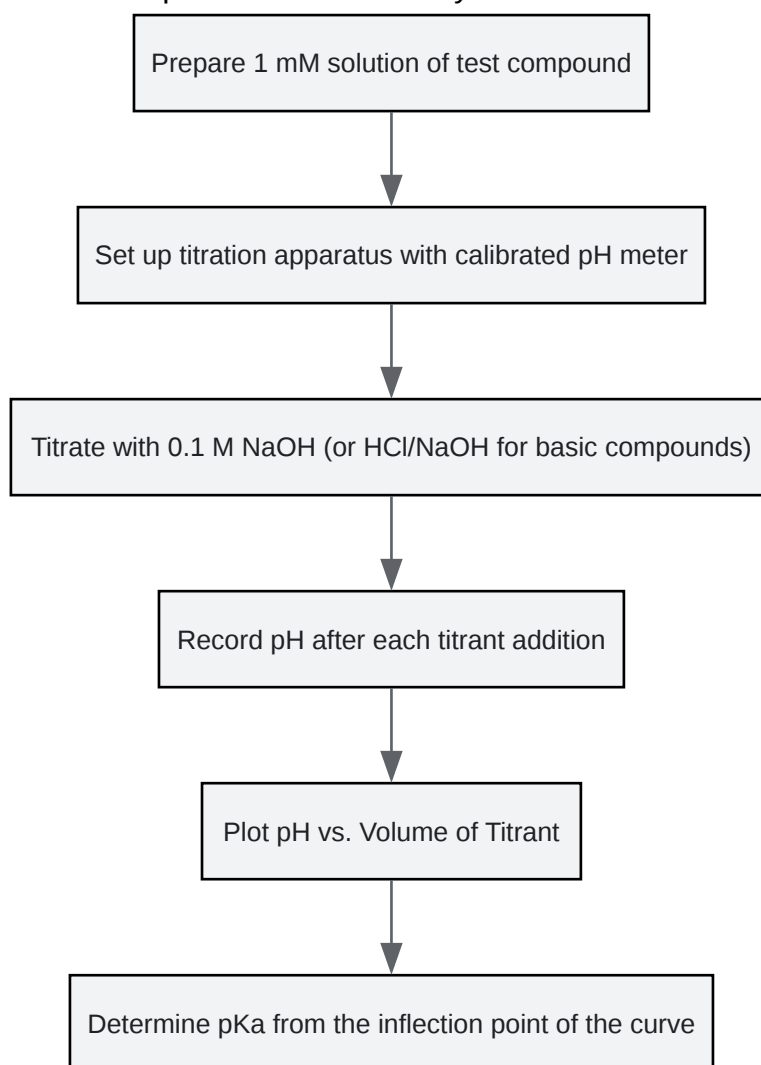 Prepare 1 mM solution of test compound
Set up titration apparatus with calibrated pH meter
Titrate with 0.1 M NaOH (or HCl/NaOH for basic compounds)
Record pH after each titrant addition
Plot pH vs. Volume of Titrant
Determine pKa from the inflection point of the curve